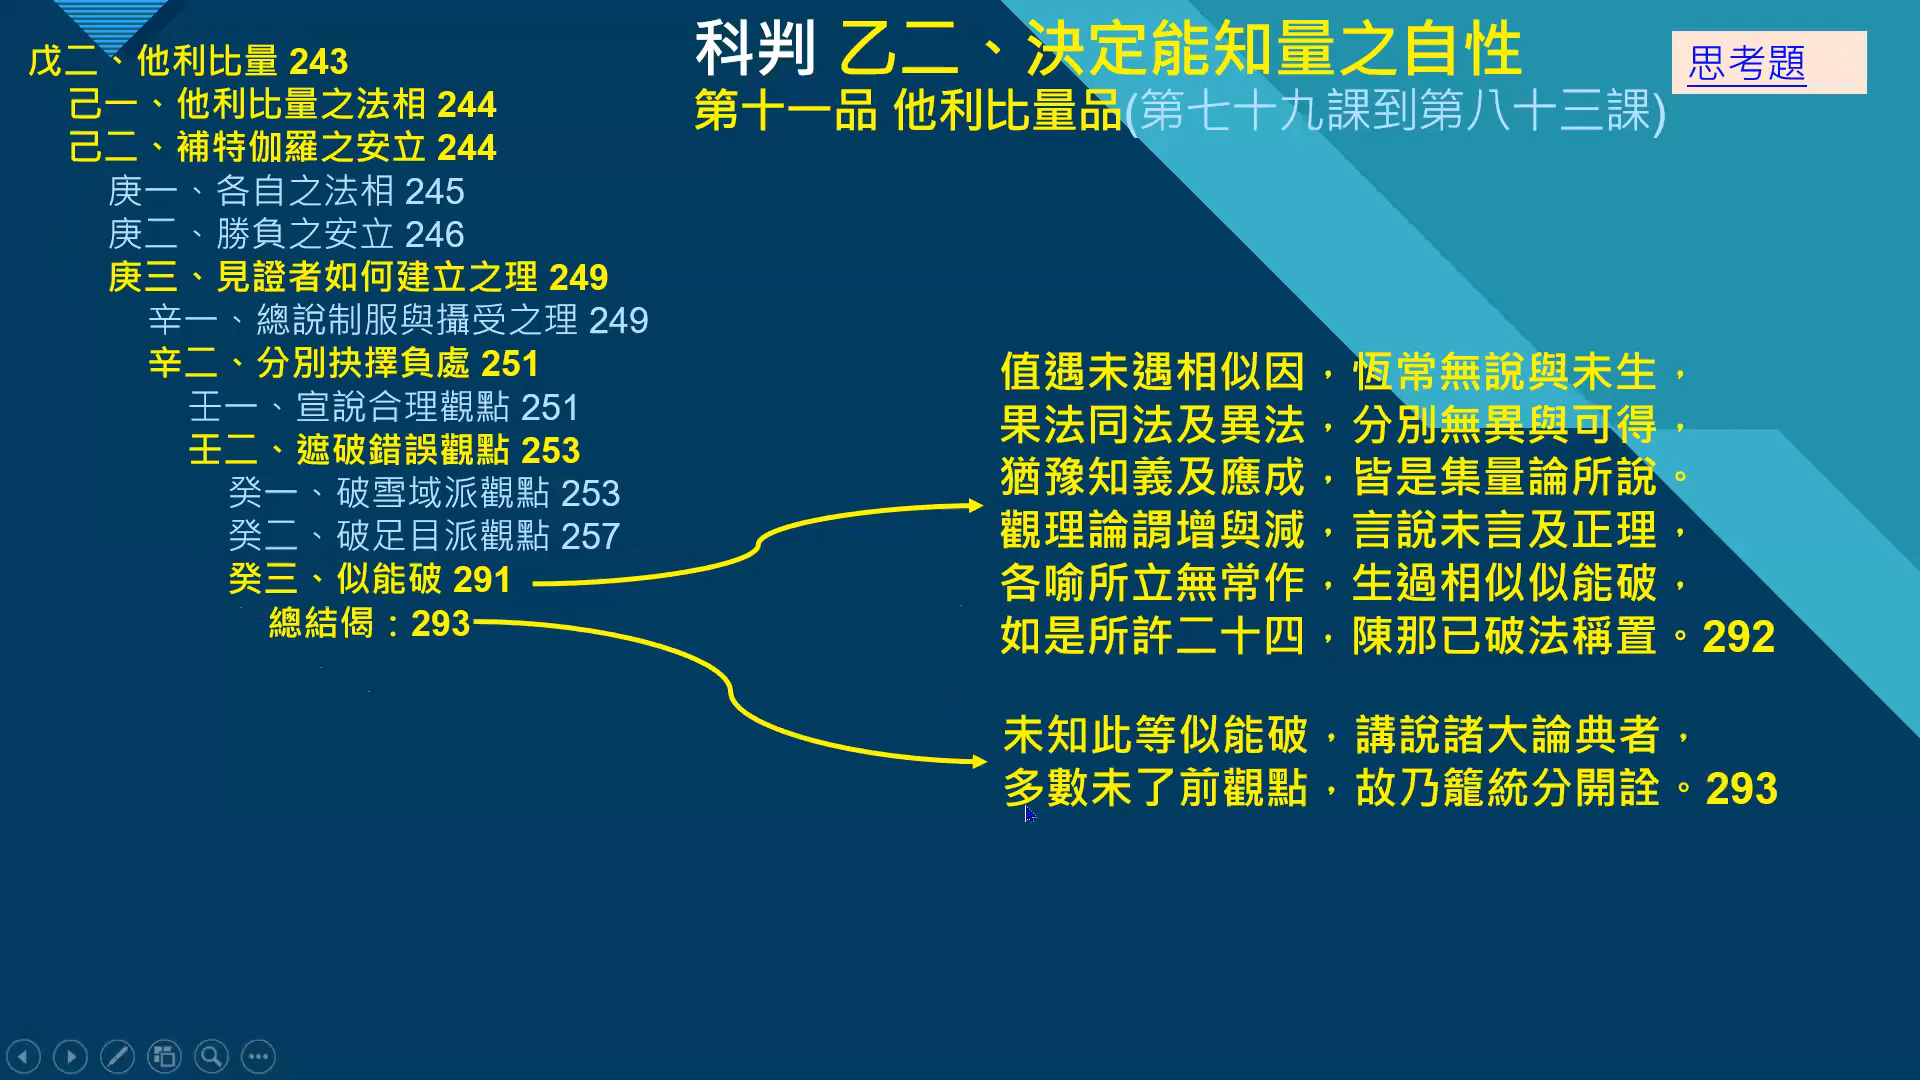 科判 乙二、決定能知量之自性
第十一品 他利比量品(第七十九課到第八十三課)
思考題
戊二、他利比量 243
己一、他利比量之法相 244
己二、補特伽羅之安立 244
庚一、各自之法相 245
庚二、勝負之安立 246
庚三、見證者如何建立之理 249
辛一、總說制服與攝受之理 249
辛二、分別抉擇負處 251
壬一、宣說合理觀點 251
壬二、遮破錯誤觀點 253
癸一、破雪域派觀點 253
癸二、破足目派觀點 257
癸三、似能破 291
總結偈：293
值遇未遇相似因，恆常無說與未生，
果法同法及異法，分別無異與可得，
猶豫知義及應成，皆是集量論所說。
觀理論謂增與減，言說未言及正理，
各喻所立無常作，生過相似似能破，
如是所許二十四，陳那已破法稱置。292
未知此等似能破，講說諸大論典者，
多數未了前觀點，故乃籠統分開詮。293